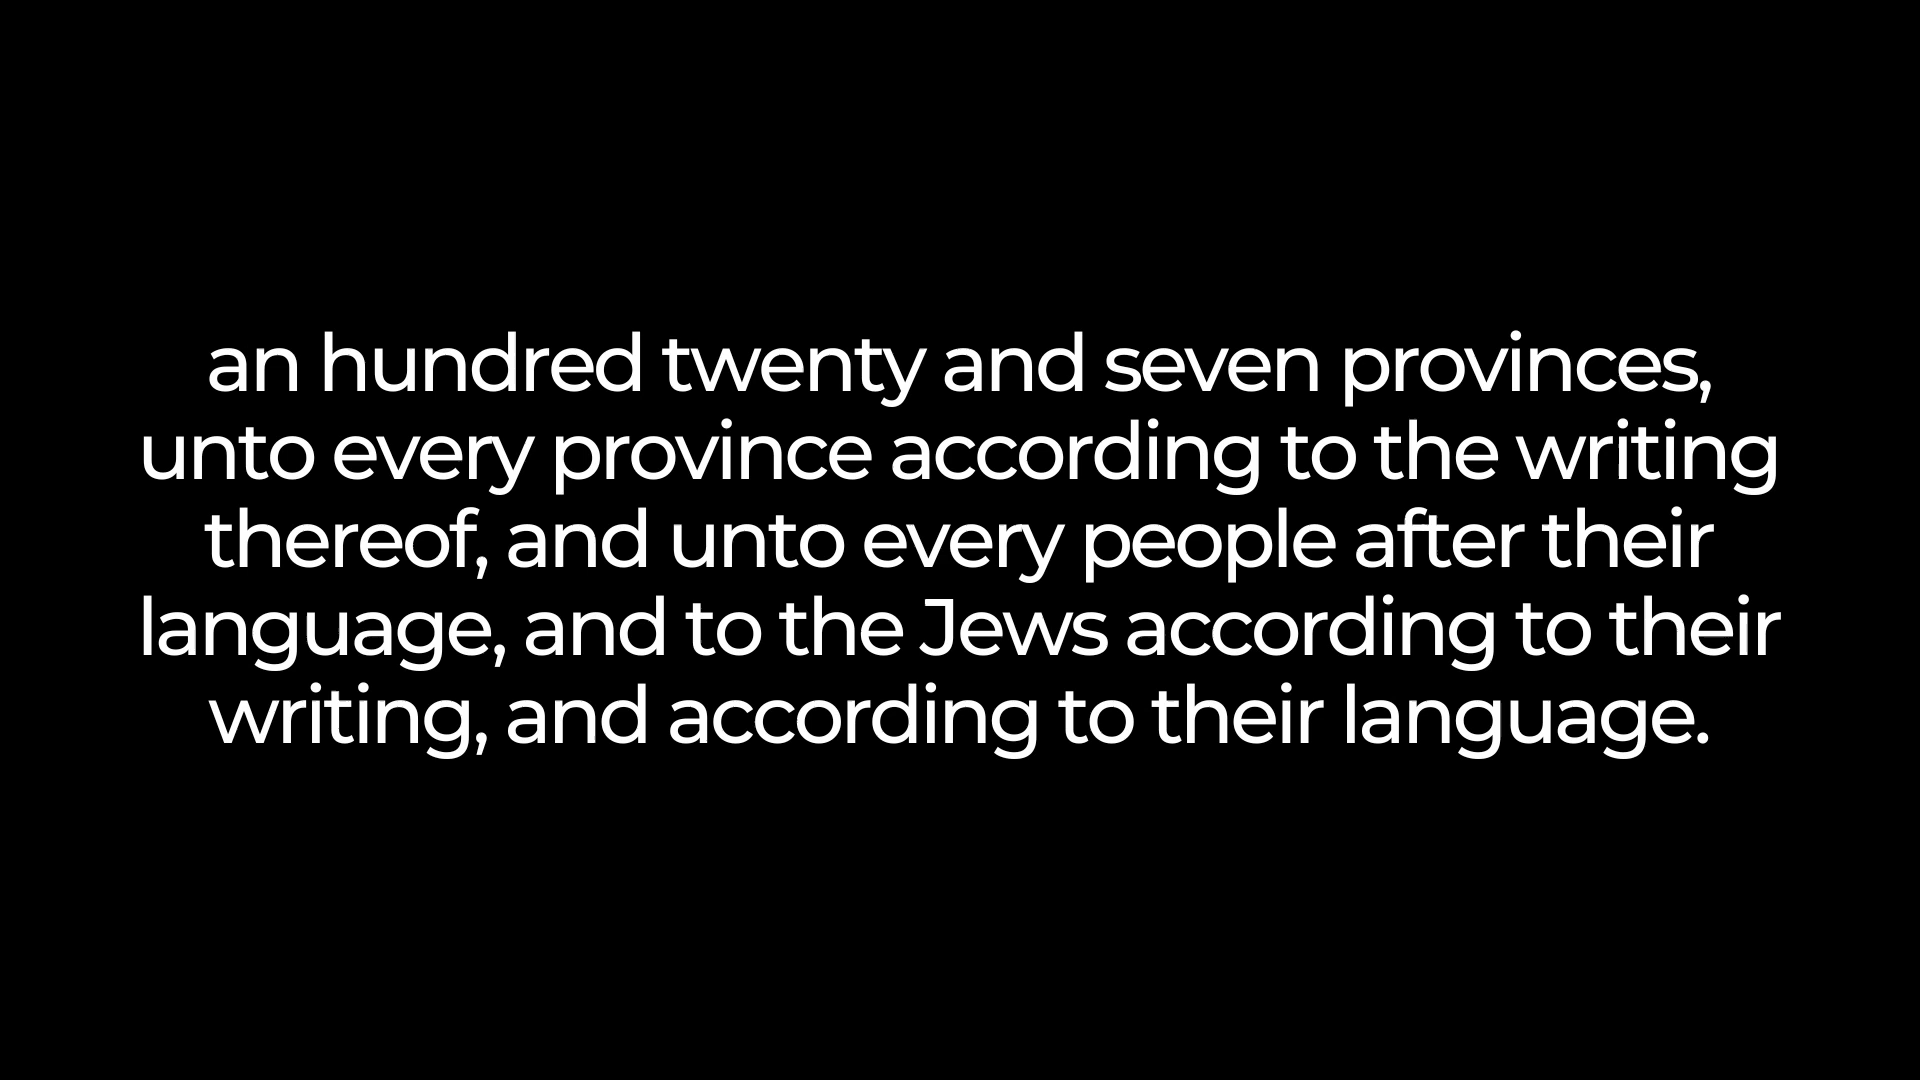 an hundred twenty and seven provinces,
unto every province according to the writing
thereof, and unto every people after their
language, and to the Jews according to their
writing, and according to their language.